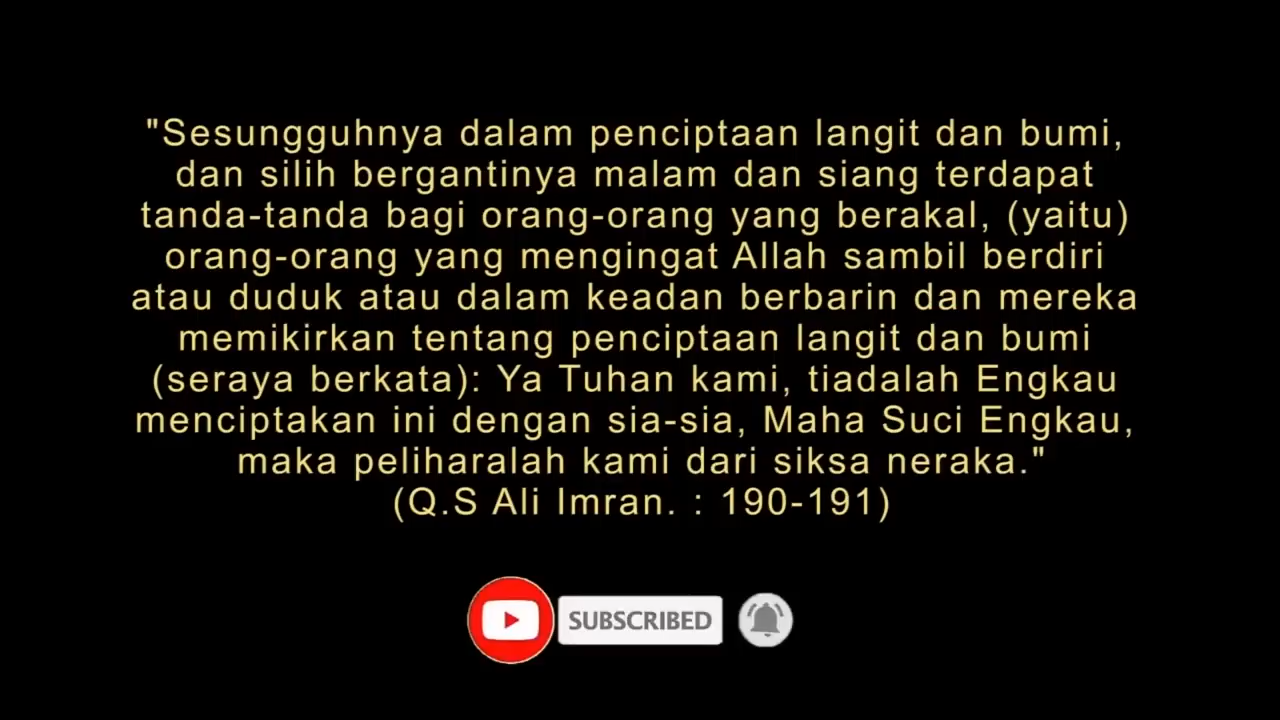 "Sesungguhnya dalam penciptaan langit dan bumi,
dan silih bergantinya malam dan siang terdapat
tanda-tanda bagi orang-orang yang berakal, (yaitu)
orang-orang yang mengingat Allah sambil berdiri
atau duduk atau dalam keadan berbarin dan mereka
memikirkan tentang penciptaan langit dan bumi
(seraya berkata): Ya Tuhan kami, tiadalah Engkau
menciptakan ini dengan sia-sia, Maha Suci Engkau,
maka peliharalah kami dari siksa neraka."
(Q.S Ali Imran. : 190-191)
SUBSCRIBED